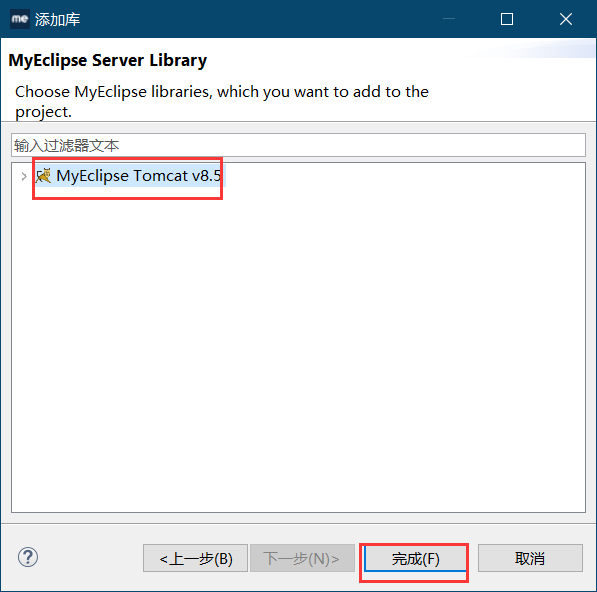 me 添加库
MyEclipse Server Library
Choose MyEclipse libraries, which you want to add to the
project.
输入过滤器文本
MyEclipse Tomcat v8.5
?
<上一步(B)
下一步(N)>
完成(F)
取消